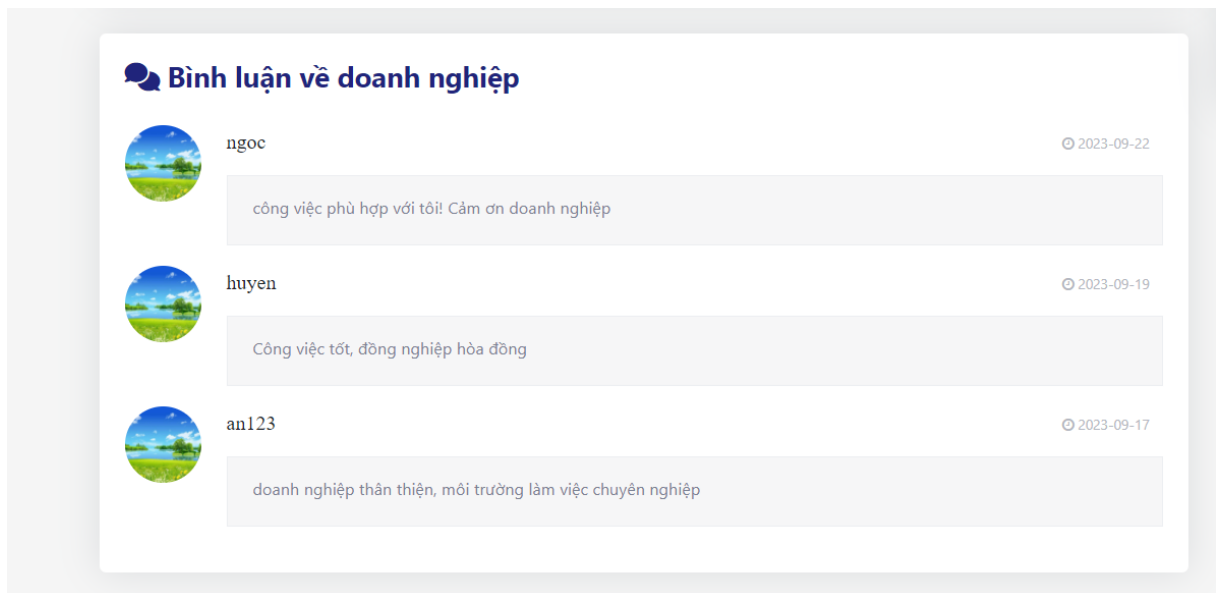 Bình luận về doanh nghiệp
ngoc
2023-09-22
công việc phù hợp với tôi! Cảm ơn doanh nghiệp
huyen
2023-09-19
Công việc tốt, đồng nghiệp hòa đồng
an123
2023-09-17
doanh nghiệp thân thiện, môi trường làm việc chuyên nghiệp